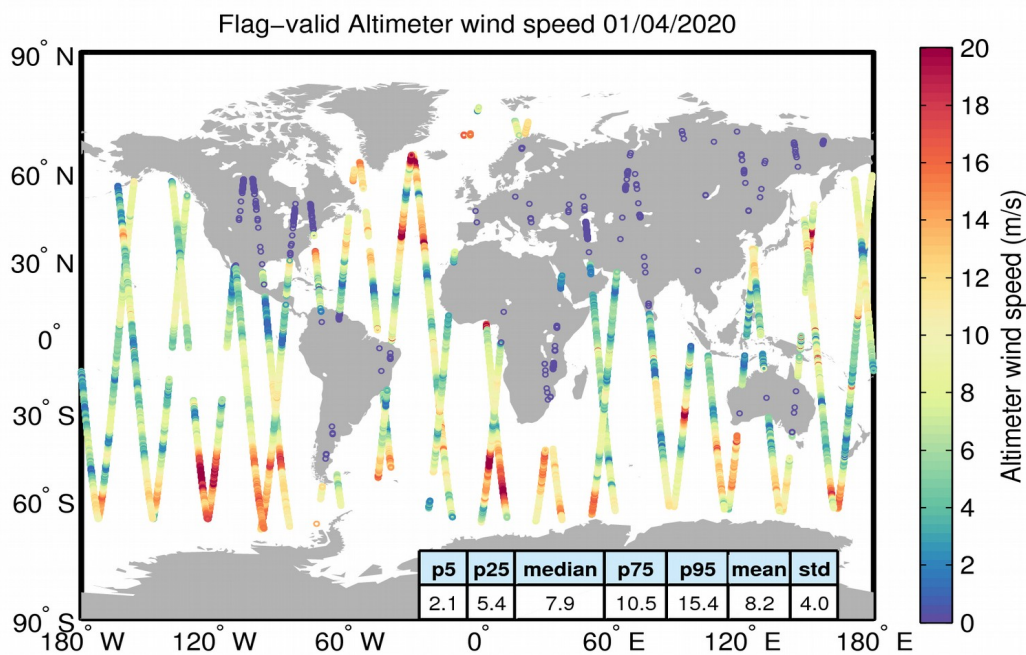 Flag−valid Altimeter wind speed 01/04/2020
90° N
60° N
30° N
0°
30° S
60° S
90° S
180° W
120° W
60° W
0°
60° E
120° E
180° E
p5 p25 median p75 p95 mean std
2.1 5.4 7.9 10.5 15.4 8.2 4.0
20
18
16
14
12
10
8
6
4
2
0
Altimeter wind speed (m/s)